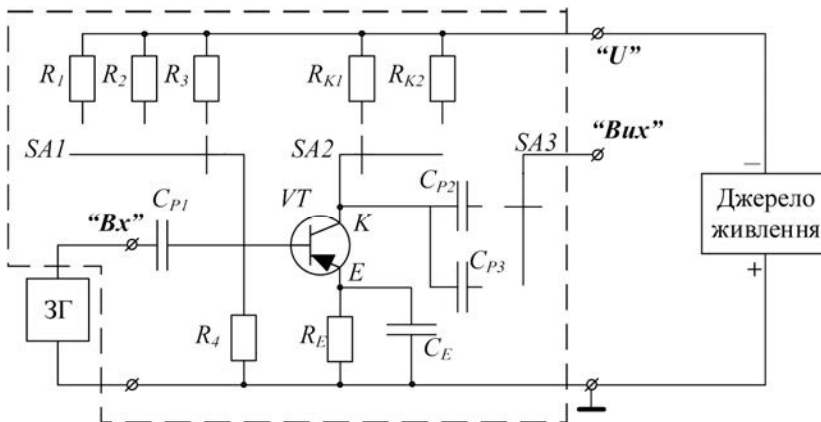 “U”
R1 R2 R3 RK1 RK2
“Вих”
SA1 SA2 SA3
CP1 VT CP2
“Вх” K
Джерело
живлення
–
+
E CP3
ЗГ
R4 RE CE